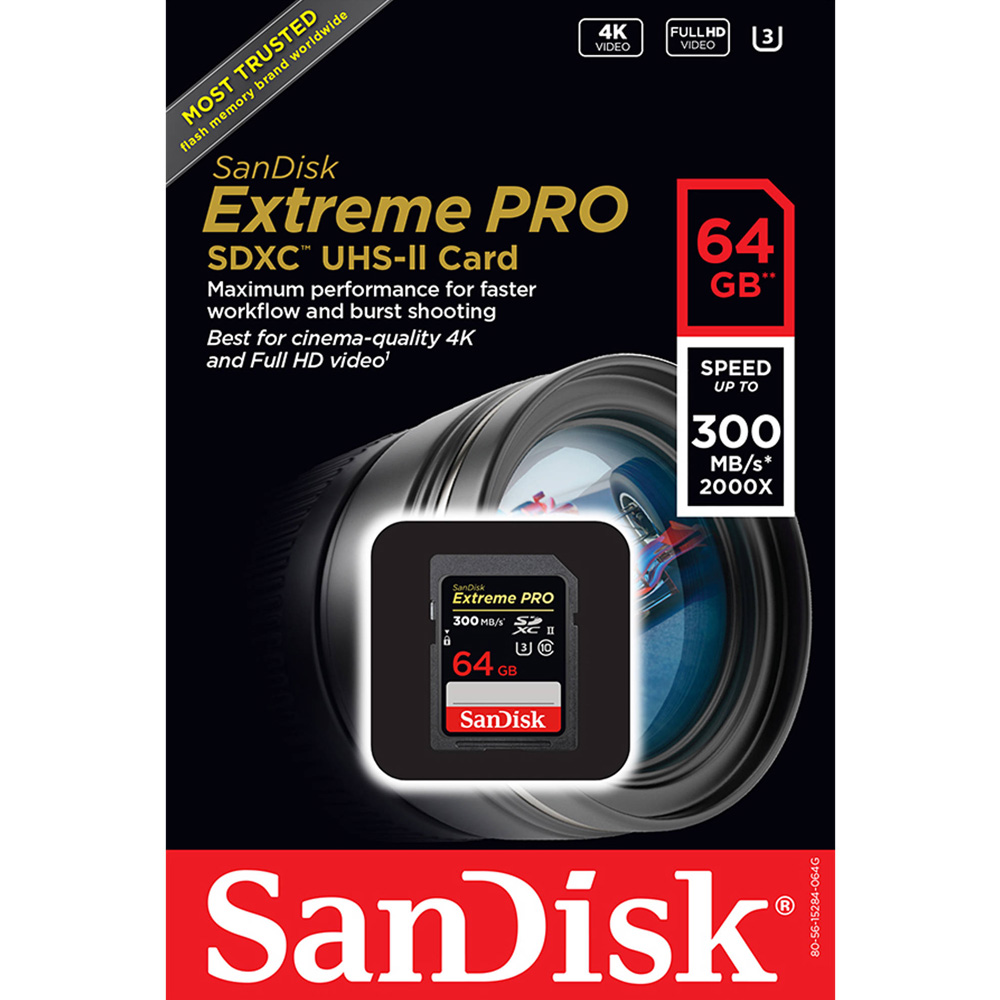 MOST TRUSTED
flash memory brand worldwide
4K
VIDEO
FULL HD
VIDEO
3
SanDisk
Extreme PRO
SDXC™ UHS-II Card
Maximum performance for faster
workflow and burst shooting
Best for cinema-quality 4K
and Full HD video¹
64
GB**
SPEED
UP TO
300
MB/s*
2000X
SanDisk
Extreme PRO
300 MB/s*
SD
XC II
3 10
64 GB
SanDisk
SanDisk®
80-56-15284-064G